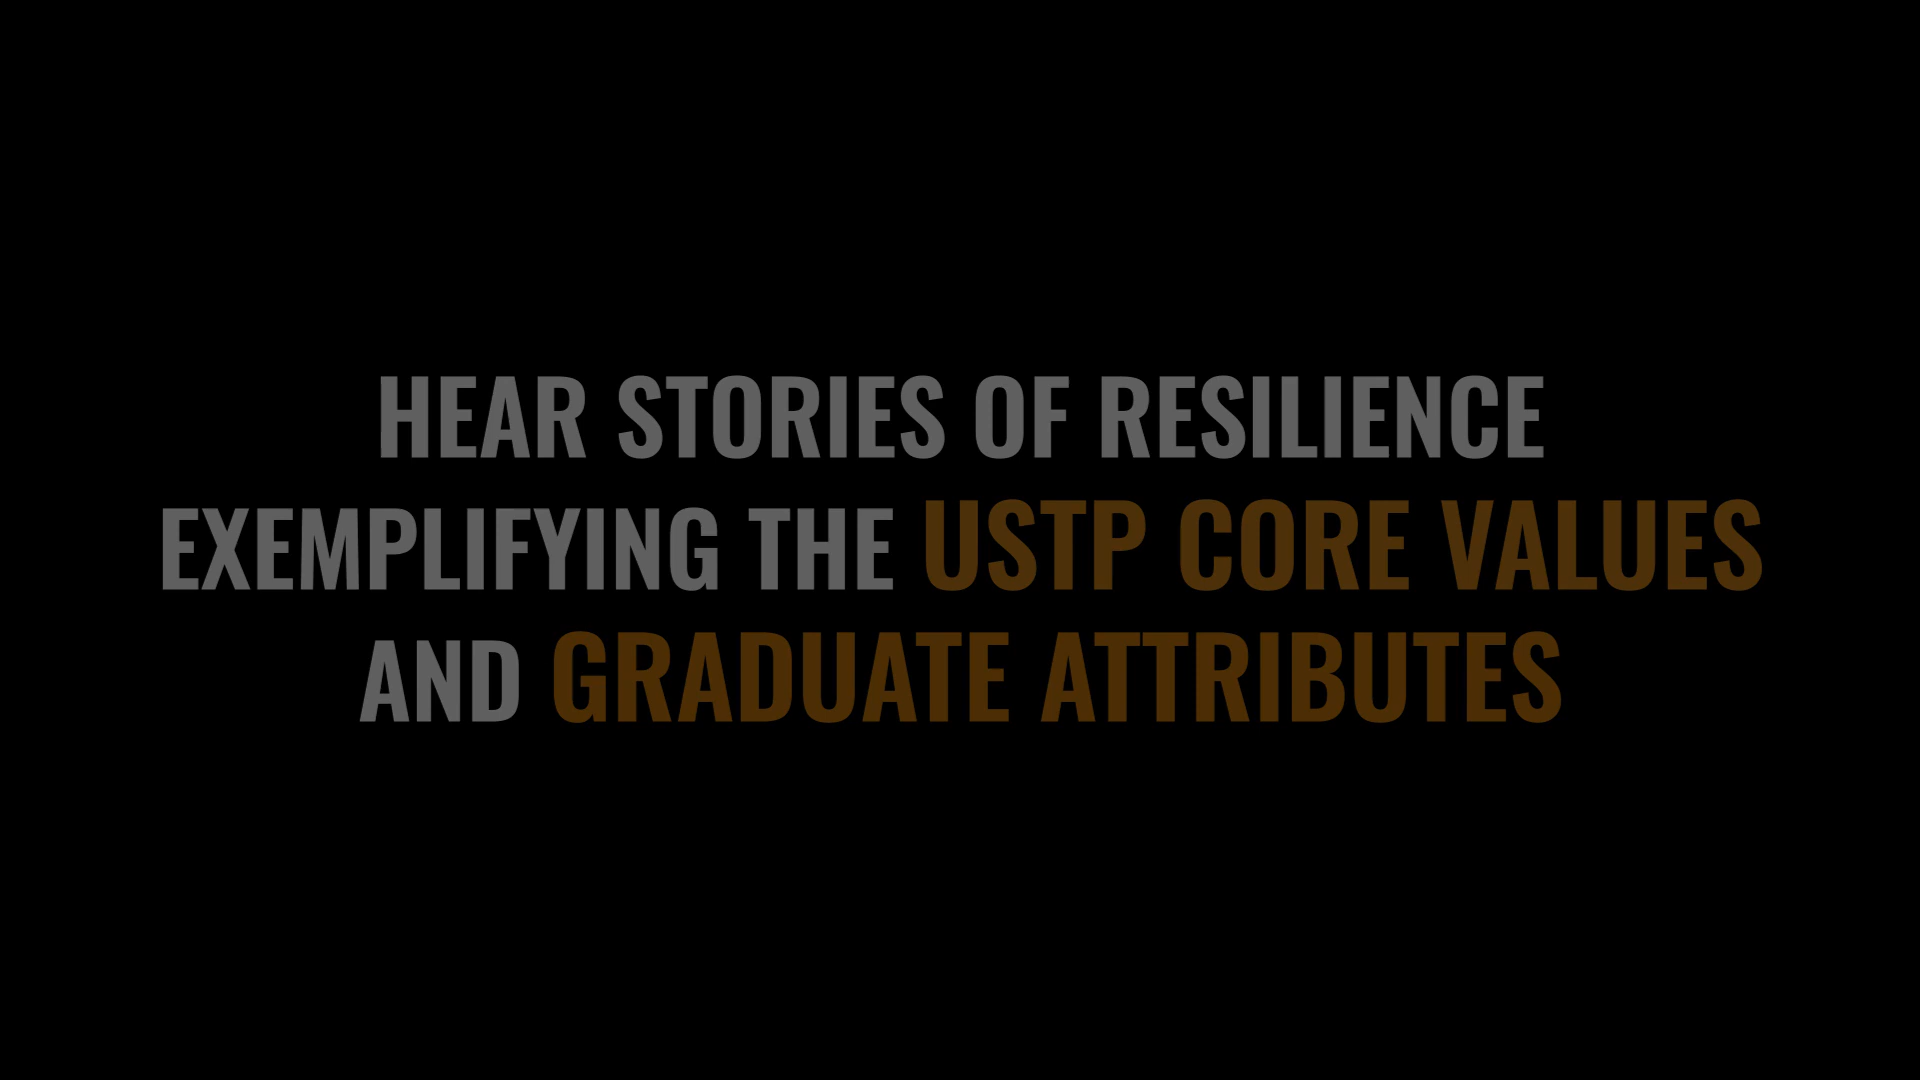 HEAR STORIES OF RESILIENCE
EXEMPLIFYING THE USTP CORE VALUES
AND GRADUATE ATTRIBUTES